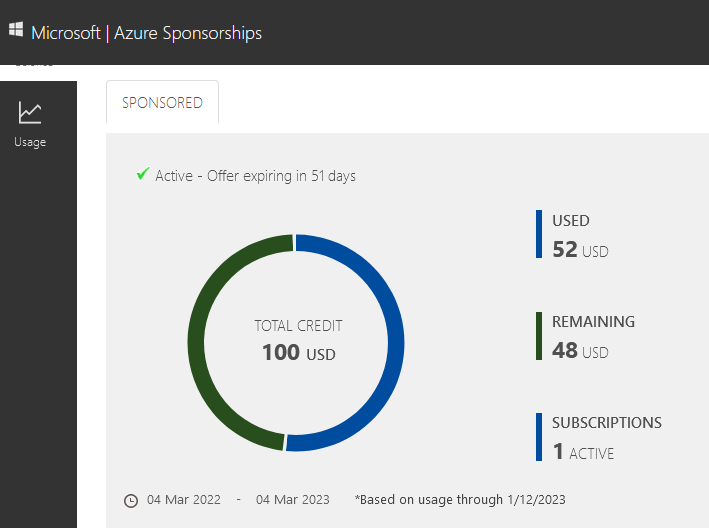 Microsoft | Azure Sponsorships
Usage
SPONSORED
Active - Offer expiring in 51 days
TOTAL CREDIT
100 USD
USED
52 USD
REMAINING
48 USD
SUBSCRIPTIONS
1 ACTIVE
04 Mar 2022 - 04 Mar 2023 *Based on usage through 1/12/2023